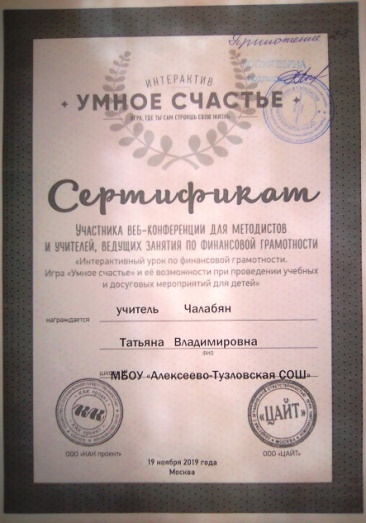 Приложение
ИНТЕРАКТИВ
УМНОЕ СЧАСТЬЕ
ИГРА, ГДЕ ТЫ САМ СТРОИШЬ СВОЮ ЖИЗНЬ
Сертификат
УЧАСТНИКА ВЕБ-КОНФЕРЕНЦИИ ДЛЯ МЕТОДИСТОВ
И УЧИТЕЛЕЙ, ВЕДУЩИХ ЗАНЯТИЯ ПО ФИНАНСОВОЙ ГРАМОТНОСТИ
«Интерактивный урок по финансовой грамотности.
Игра «Умное счастье» и её возможности при проведении учебных
и досуговых мероприятий для детей»
награждается учитель Чалабян
Татьяна Владимировна
ФИО
МБОУ «Алексеево-Тузловская СОШ»
КАК
«ЦАЙТ»
ООО «КАК проект»
ООО «ЦАЙТ»
19 ноября 2019 года
Москва